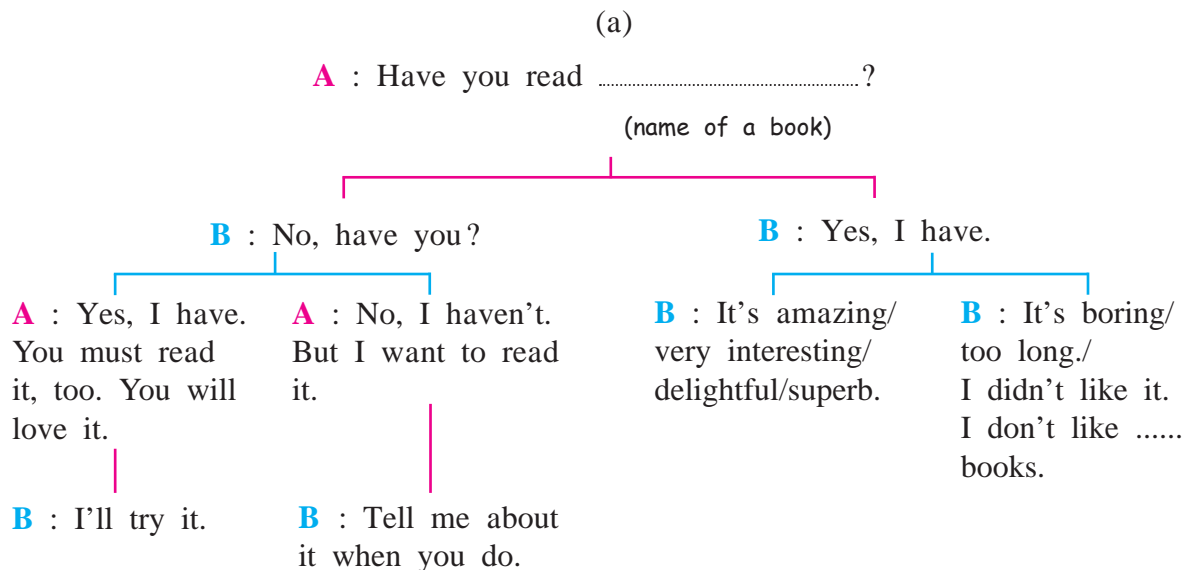 (a)
A : Have you read ..........................................?
(name of a book)
B : No, have you?
B : Yes, I have.
A : Yes, I have.
You must read
it, too. You will
love it.
A : No, I haven't.
But I want to read
it.
B : It's amazing/
very interesting/
delightful/superb.
B : It's boring/
too long./
I didn't like it.
I don't like ......
books.
B : I'll try it.
B : Tell me about
it when you do.